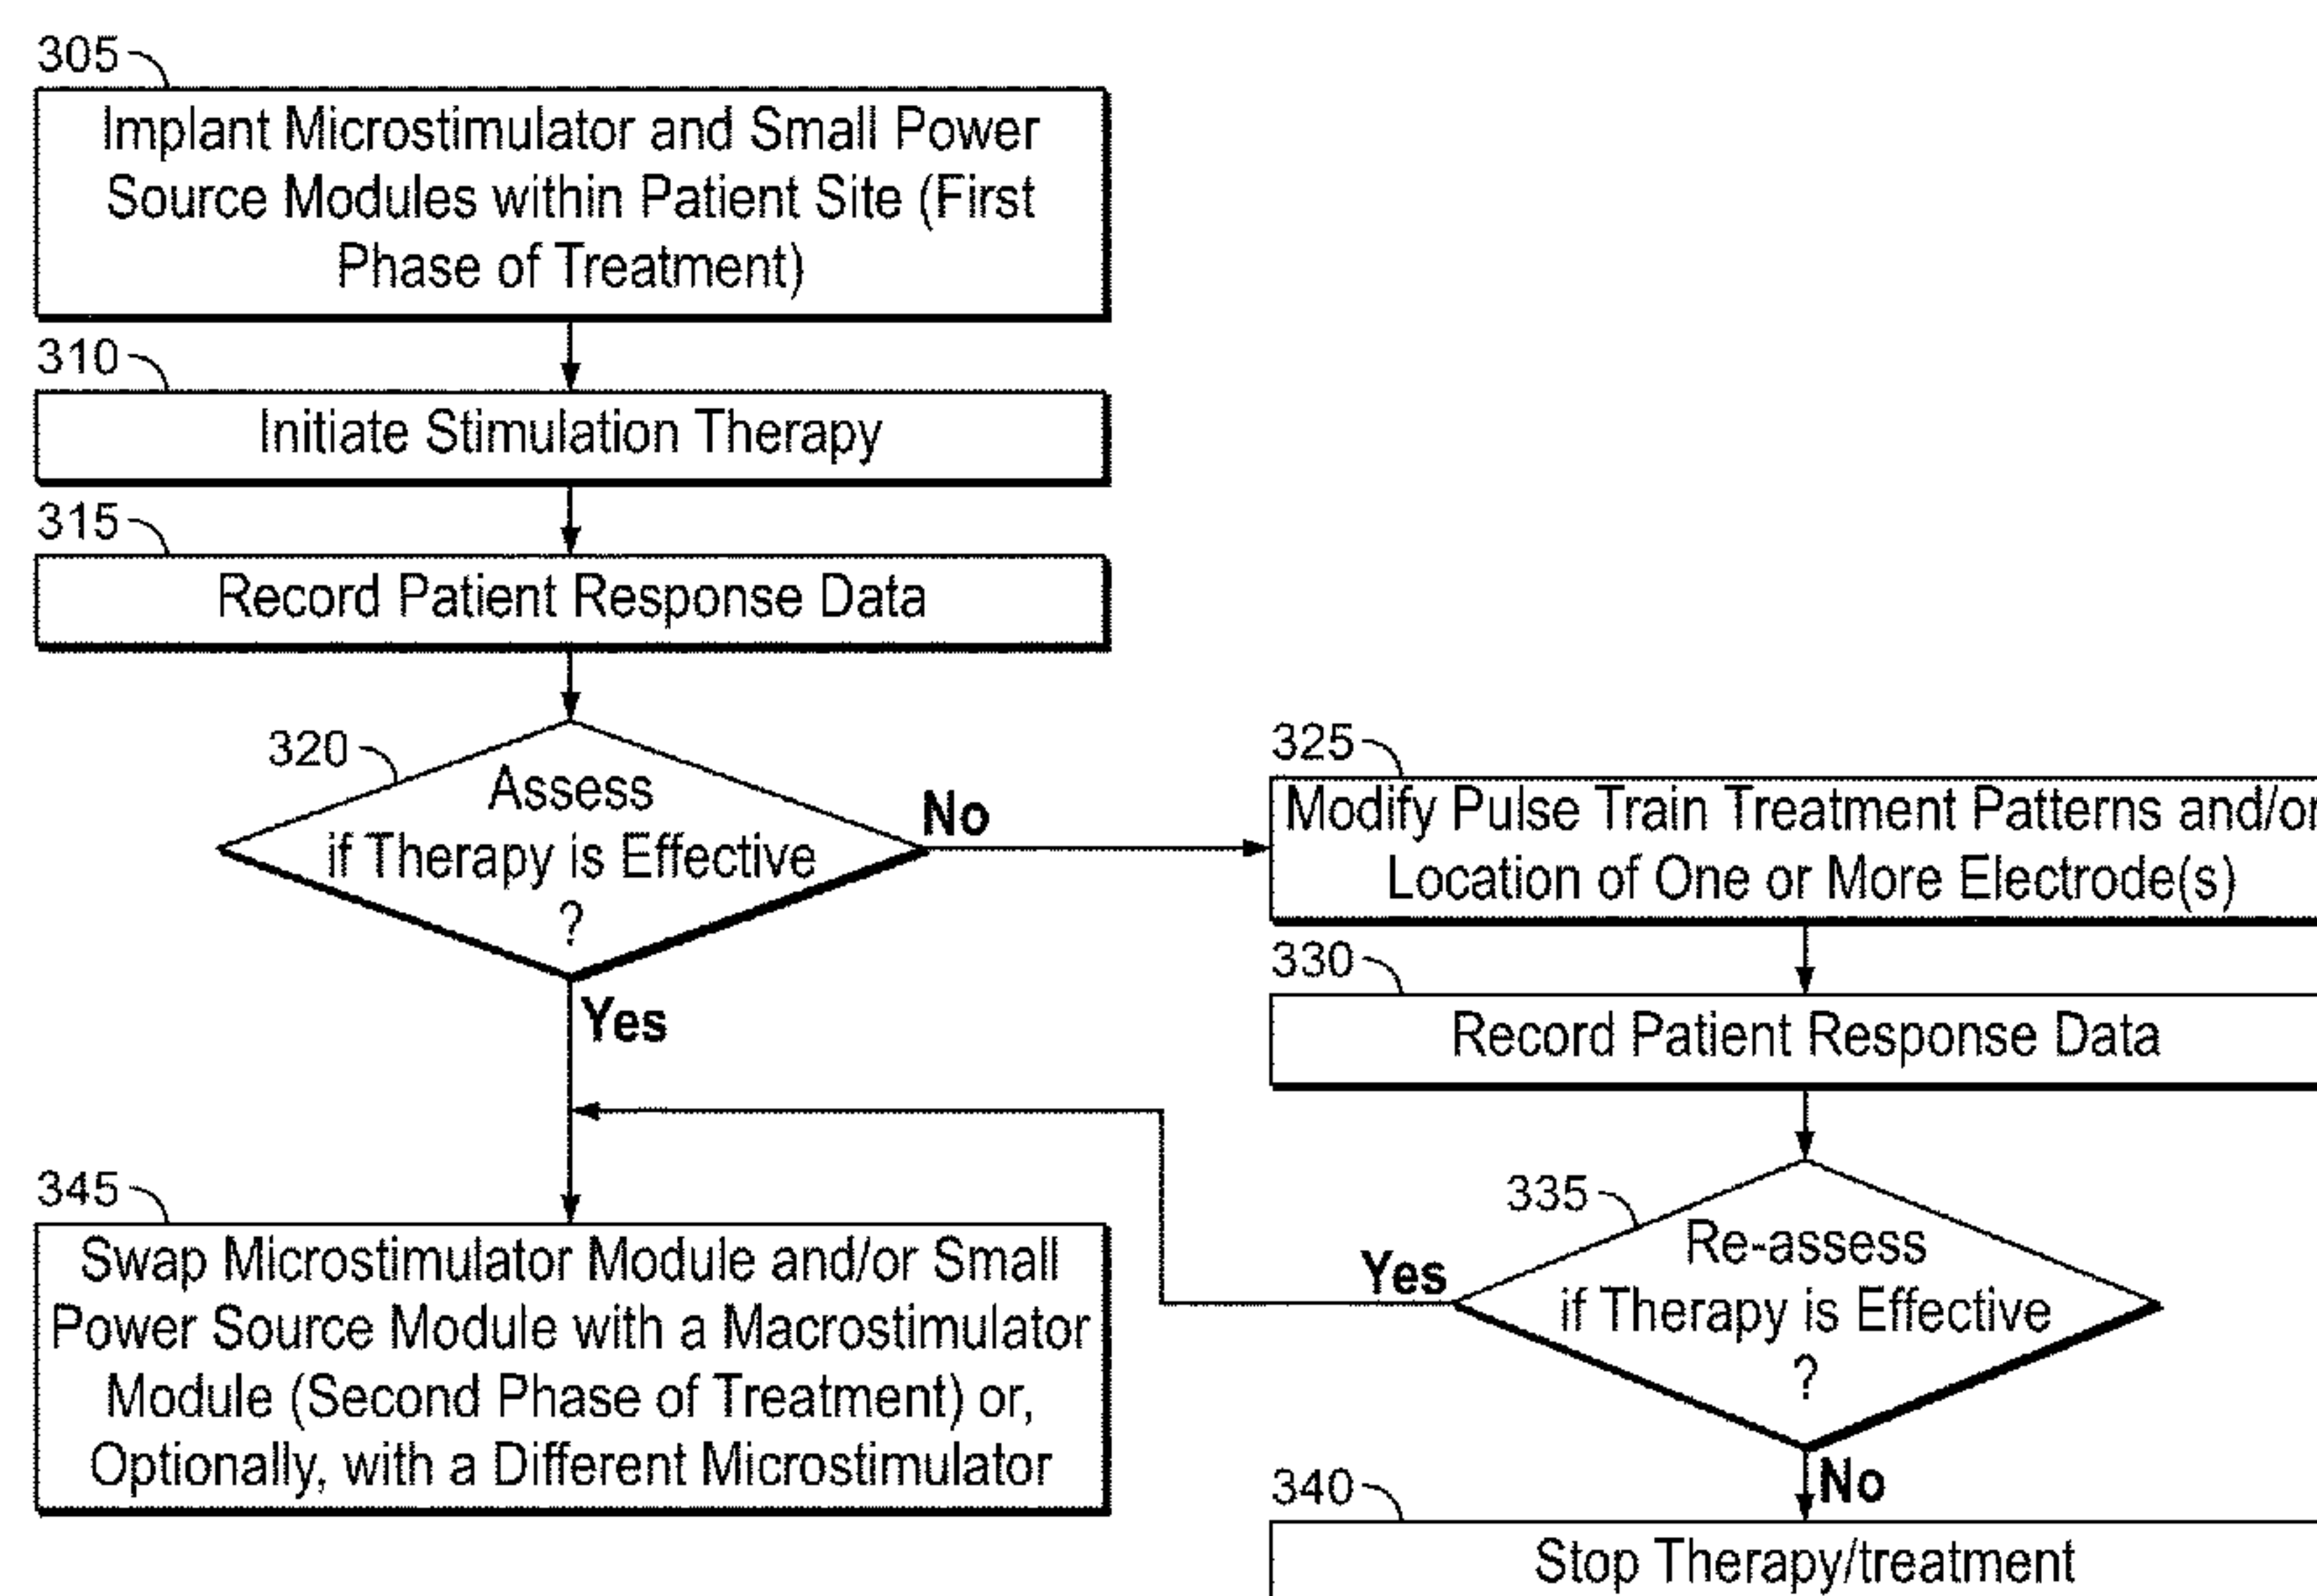 305
Implant Microstimulator and Small Power
Source Modules within Patient Site (First
Phase of Treatment)
310
Initiate Stimulation Therapy
315
Record Patient Response Data
320
Assess
if Therapy is Effective
?
No
Yes
325
Modify Pulse Train Treatment Patterns and/or
Location of One or More Electrode(s)
330
Record Patient Response Data
335
Re-assess
if Therapy is Effective
?
Yes
No
340
Stop Therapy/treatment
345
Swap Microstimulator Module and/or Small
Power Source Module with a Macrostimulator
Module (Second Phase of Treatment) or,
Optionally, with a Different Microstimulator